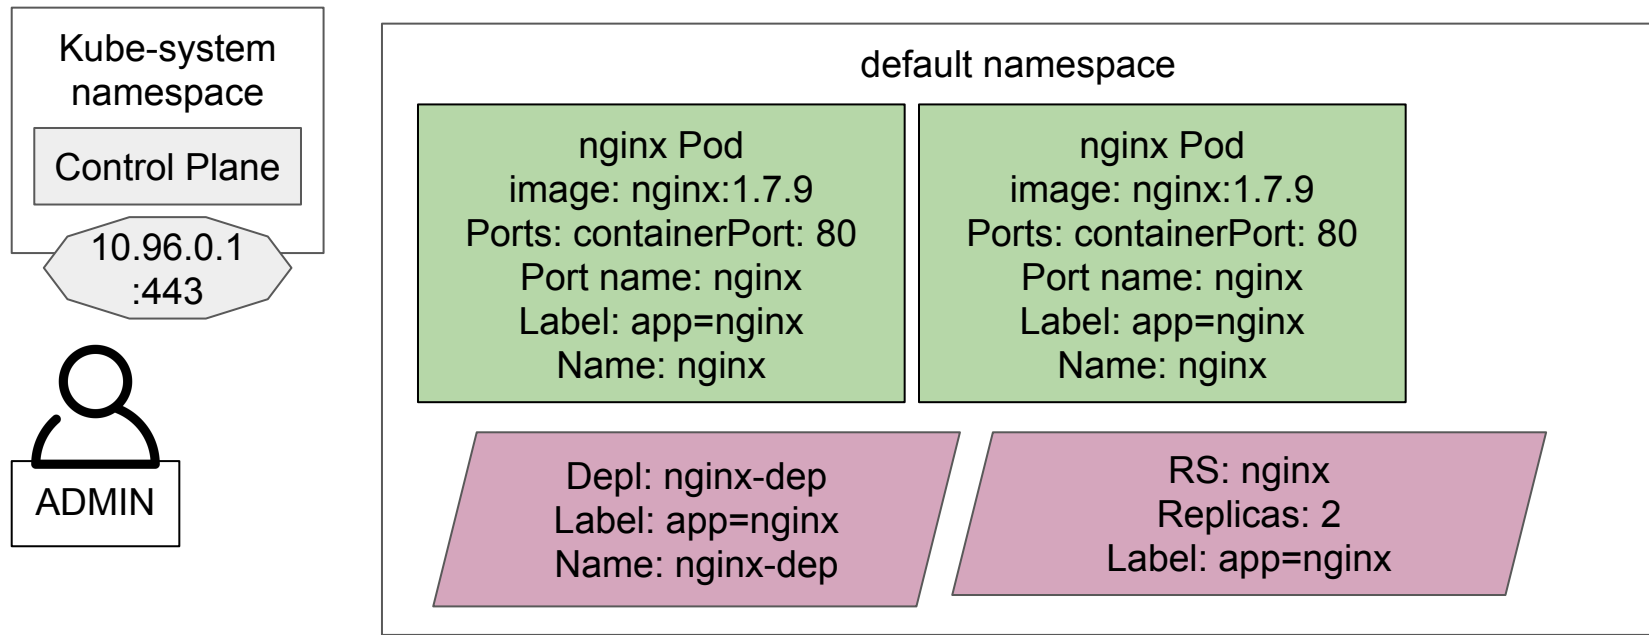 Kube-system
namespace
Control Plane
10.96.0.1
:443
ADMIN
default namespace
nginx Pod
image: nginx:1.7.9
Ports: containerPort: 80
Port name: nginx
Label: app=nginx
Name: nginx
nginx Pod
image: nginx:1.7.9
Ports: containerPort: 80
Port name: nginx
Label: app=nginx
Name: nginx
Depl: nginx-dep
Label: app=nginx
Name: nginx-dep
RS: nginx
Replicas: 2
Label: app=nginx